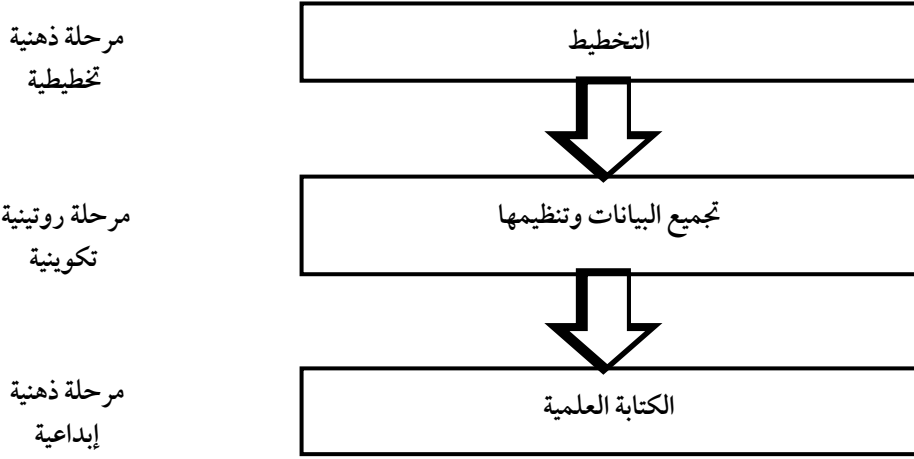 التخطيط
مرحلة ذهنية
تخطيطية
تجميع البيانات وتنظيمها
مرحلة روتينية
تكوينية
الكتابة العلمية
مرحلة ذهنية
إبداعية